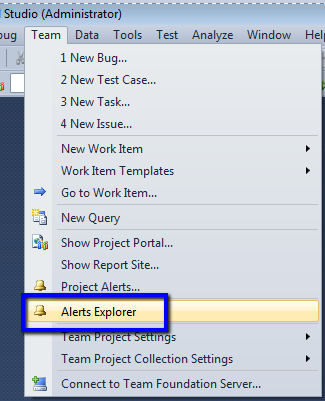 l Studio (Administrator)
bug Team Data Tools Test Analyze Window H
1 New Bug...
2 New Test Case...
3 New Task...
4 New Issue...
New Work Item
Work Item Templates
Go to Work Item...
New Query
Show Project Portal...
Show Report Site...
Project Alerts...
Alerts Explorer
Team Project Settings
Team Project Collection Settings
Connect to Team Foundation Server...